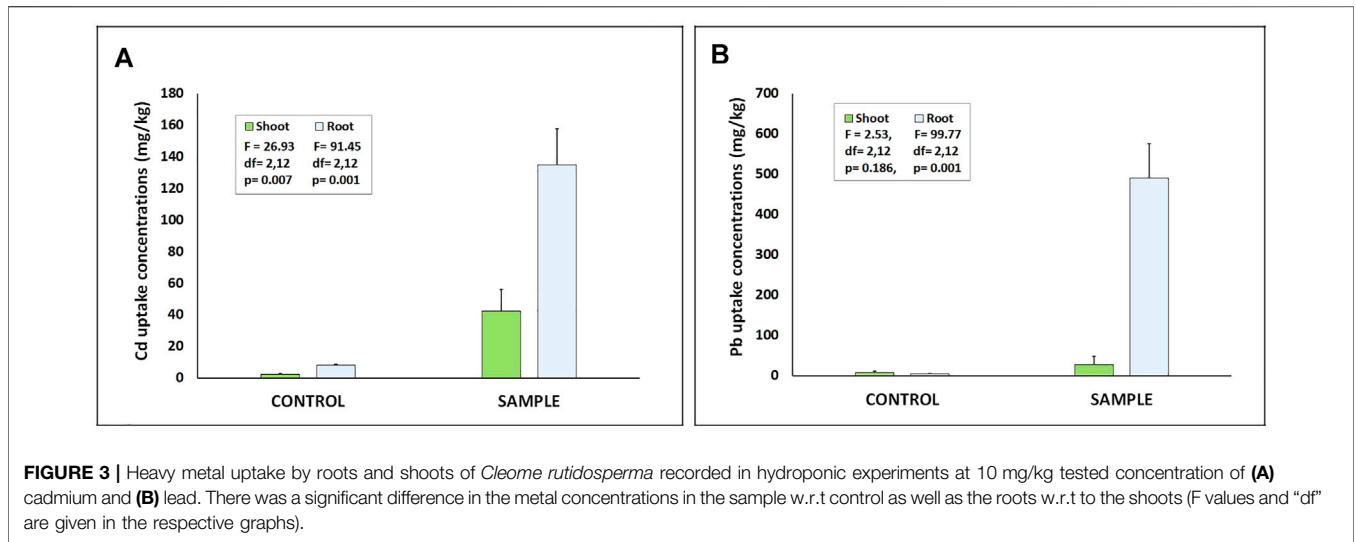 A
Cd uptake concentrations (mg/kg)
180
160
140
120
100
80
60
40
20
0
Shoot Root
F = 26.93 F= 91.45
df= 2,12 df= 2,12
p= 0.007 p= 0.001
CONTROL SAMPLE
B
Pb uptake concentrations (mg/kg)
700
600
500
400
300
200
100
0
Shoot Root
F = 2.53, F= 99.77
df= 2,12 df= 2,12
p= 0.186, p= 0.001
CONTROL SAMPLE
FIGURE 3 | Heavy metal uptake by roots and shoots of Cleome rutidosperma recorded in hydroponic experiments at 10 mg/kg tested concentration of (A)
cadmium and (B) lead. There was a significant difference in the metal concentrations in the sample w.r.t control as well as the roots w.r.t to the shoots (F values and “df”
are given in the respective graphs).